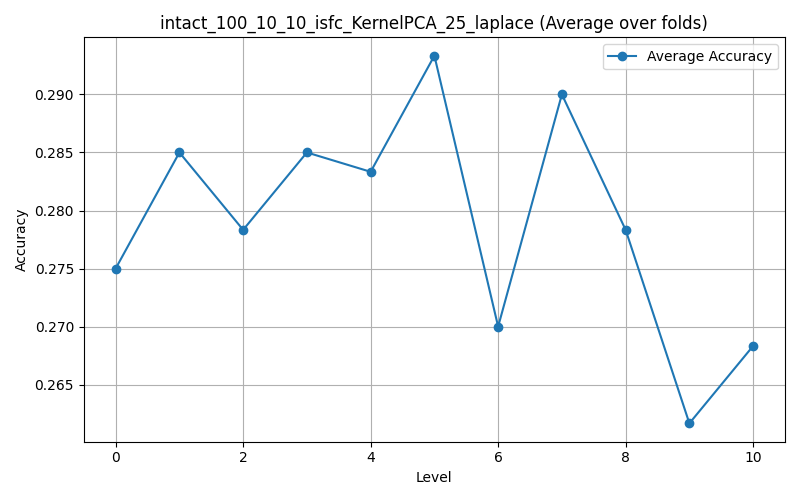 intact_100_10_10_isfc_KernelPCA_25_laplace (Average over folds)
Average Accuracy
Accuracy
0.290
0.285
0.280
0.275
0.270
0.265
0 2 4 6 8 10
Level